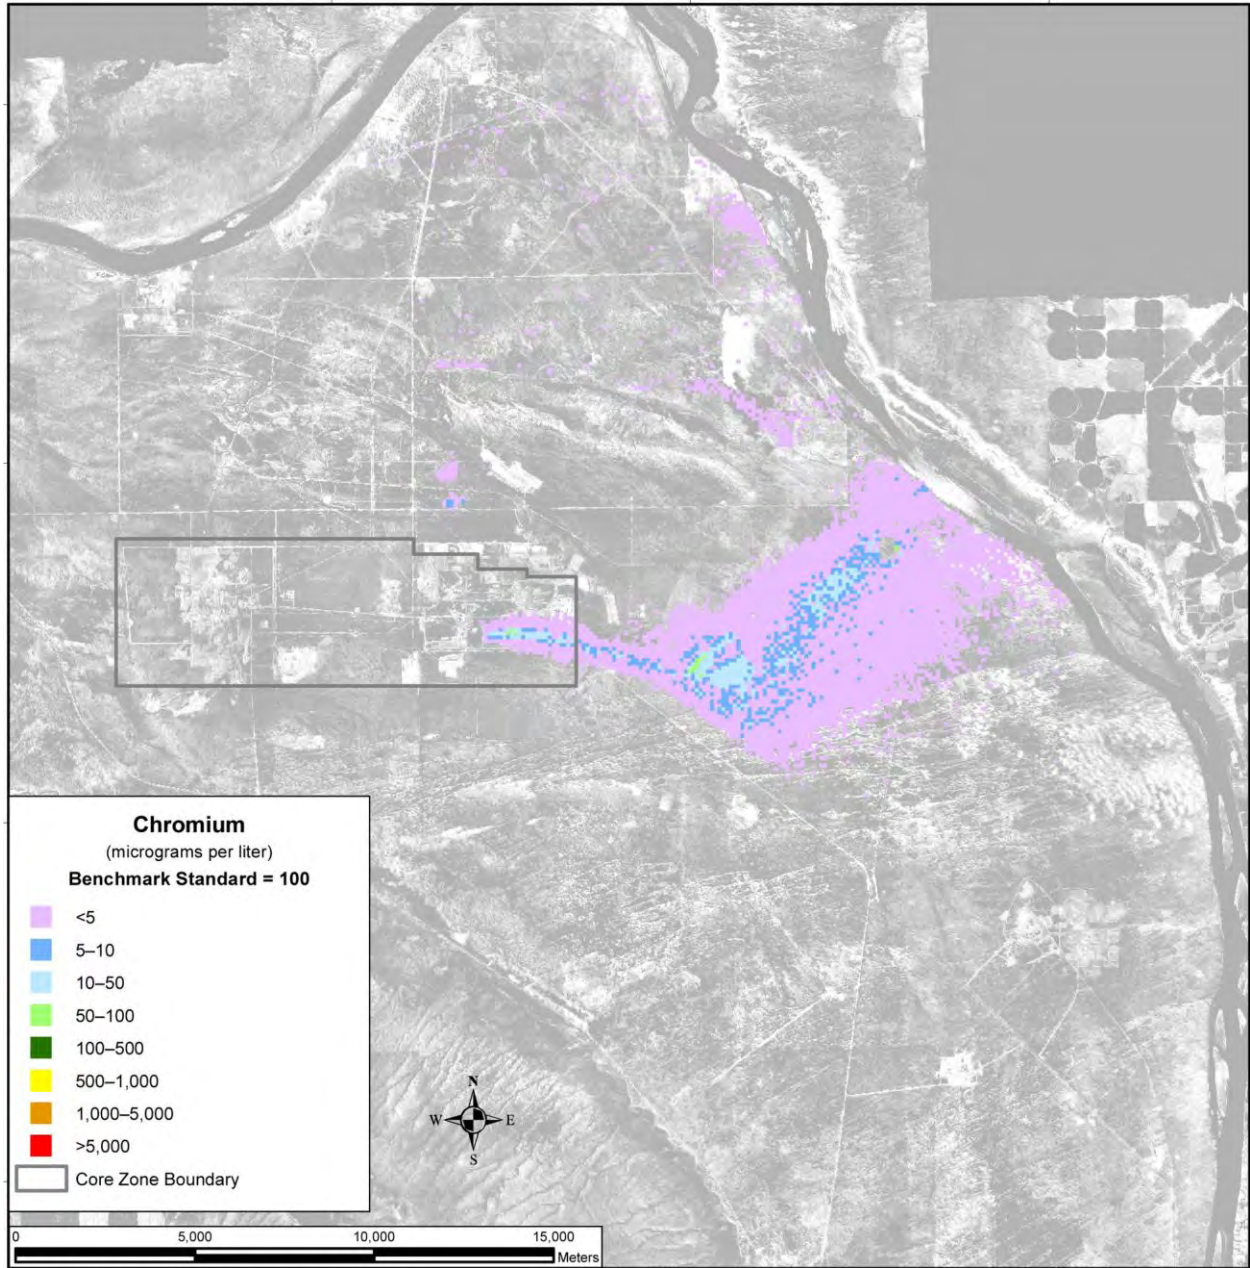 Chromium
(micrograms per liter)
Benchmark Standard = 100
<5
5–10
10–50
50–100
100–500
500–1,000
1,000–5,000
>5,000
Core Zone Boundary
N
W E
S
0 5,000 10,000 15,000
Meters